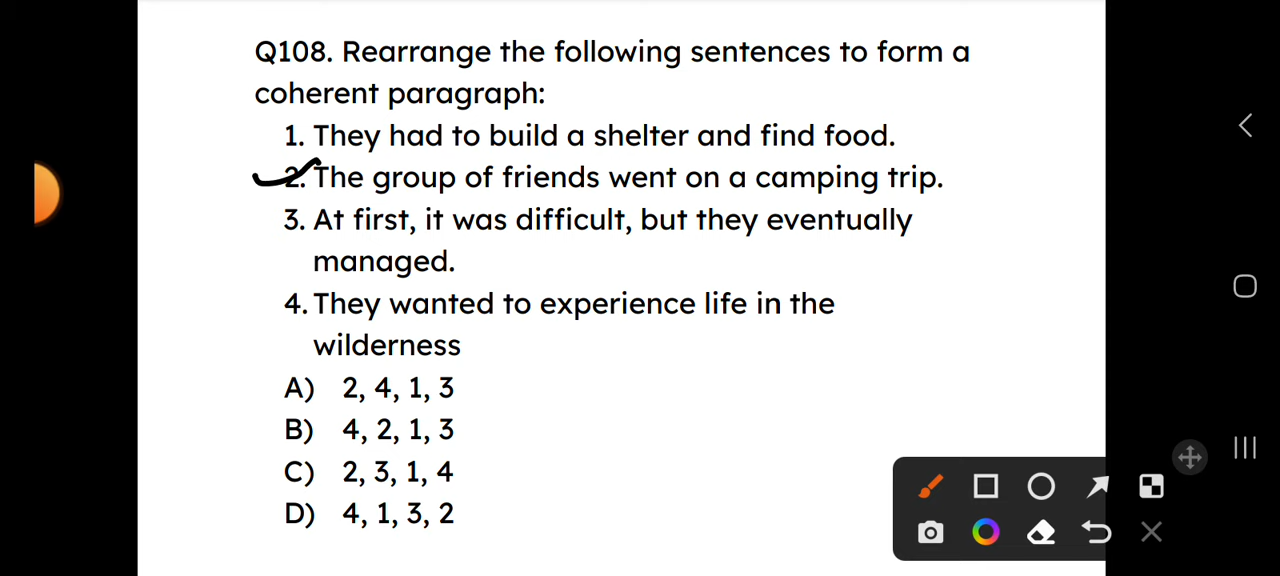 Q108. Rearrange the following sentences to form a
coherent paragraph:
1. They had to build a shelter and find food.
2. The group of friends went on a camping trip.
3. At first, it was difficult, but they eventually
managed.
4. They wanted to experience life in the
wilderness
A) 2, 4, 1, 3
B) 4, 2, 1, 3
C) 2, 3, 1, 4
D) 4, 1, 3, 2